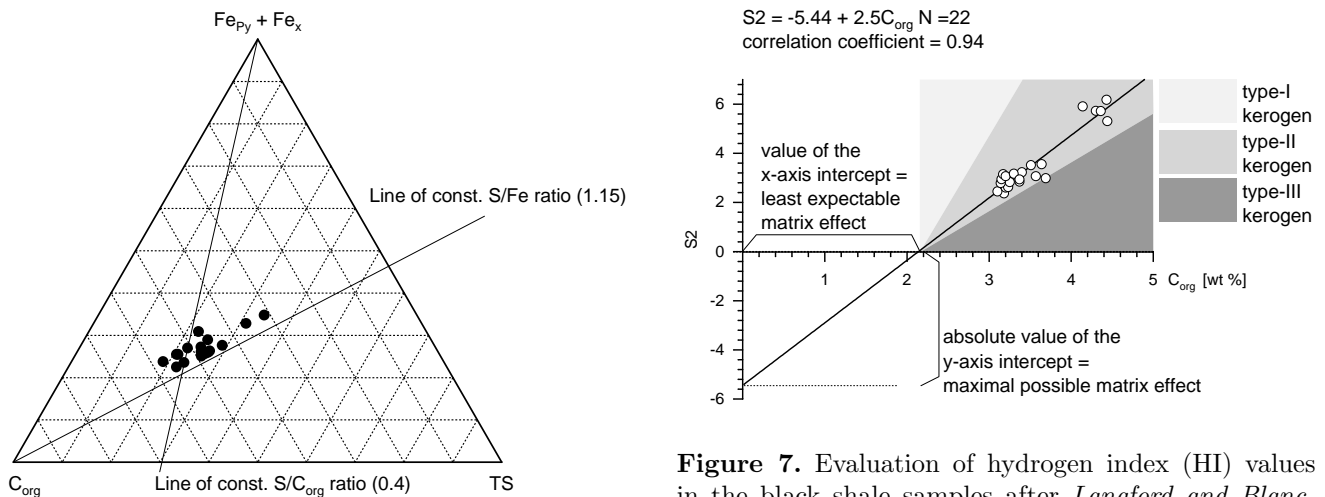 Fe_Py + Fe_x
Line of const. S/Fe ratio (1.15)
C_org
Line of const. S/C_org ratio (0.4)
TS
S2 = -5.44 + 2.5C_org N =22
correlation coefficient = 0.94
6
4
2
0
-2
-4
-6
S2
1
2
3
4
5
C_org [wt %]
value of the
x-axis intercept =
least expectable
matrix effect
absolute value of the
y-axis intercept =
maximal possible matrix effect
type-I
kerogen
type-II
kerogen
type-III
kerogen
Figure 7. Evaluation of hydrogen index (HI) values
in the black shale samples after Langford and Blanc-